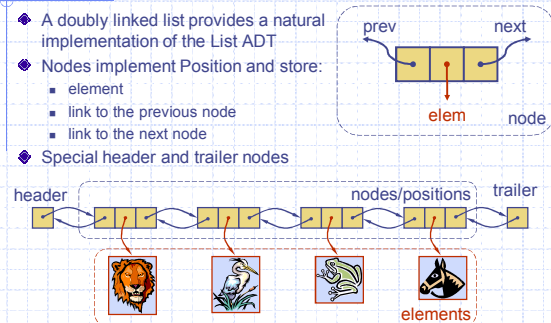 A doubly linked list provides a natural
implementation of the List ADT
Nodes implement Position and store:
element
link to the previous node
link to the next node
Special header and trailer nodes
prev
next
elem
node
header
nodes/positions
trailer
elements